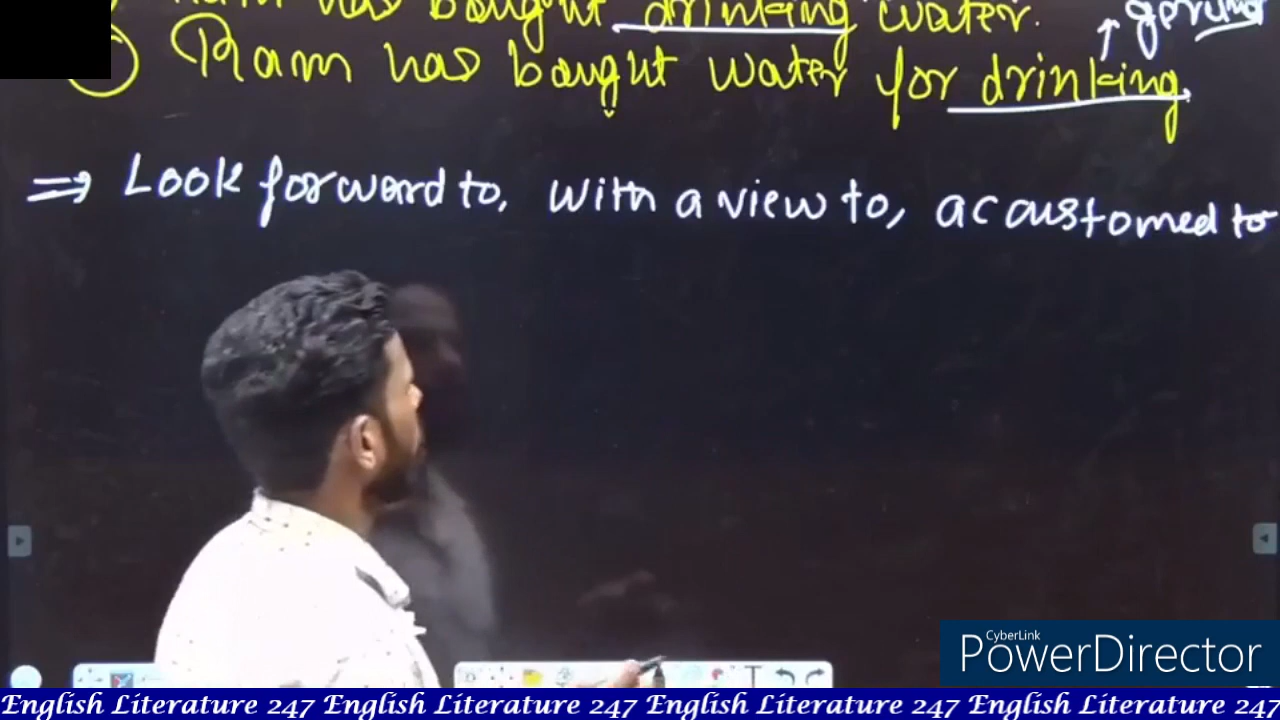 has bought drinking water. gerund
Ram has bought water for drinking
⇒ Look forward to, with a view to, acaustomed to
CyberLink
PowerDirector
English Literature 247 English Literature 247 English Literature 247 English Literature 247